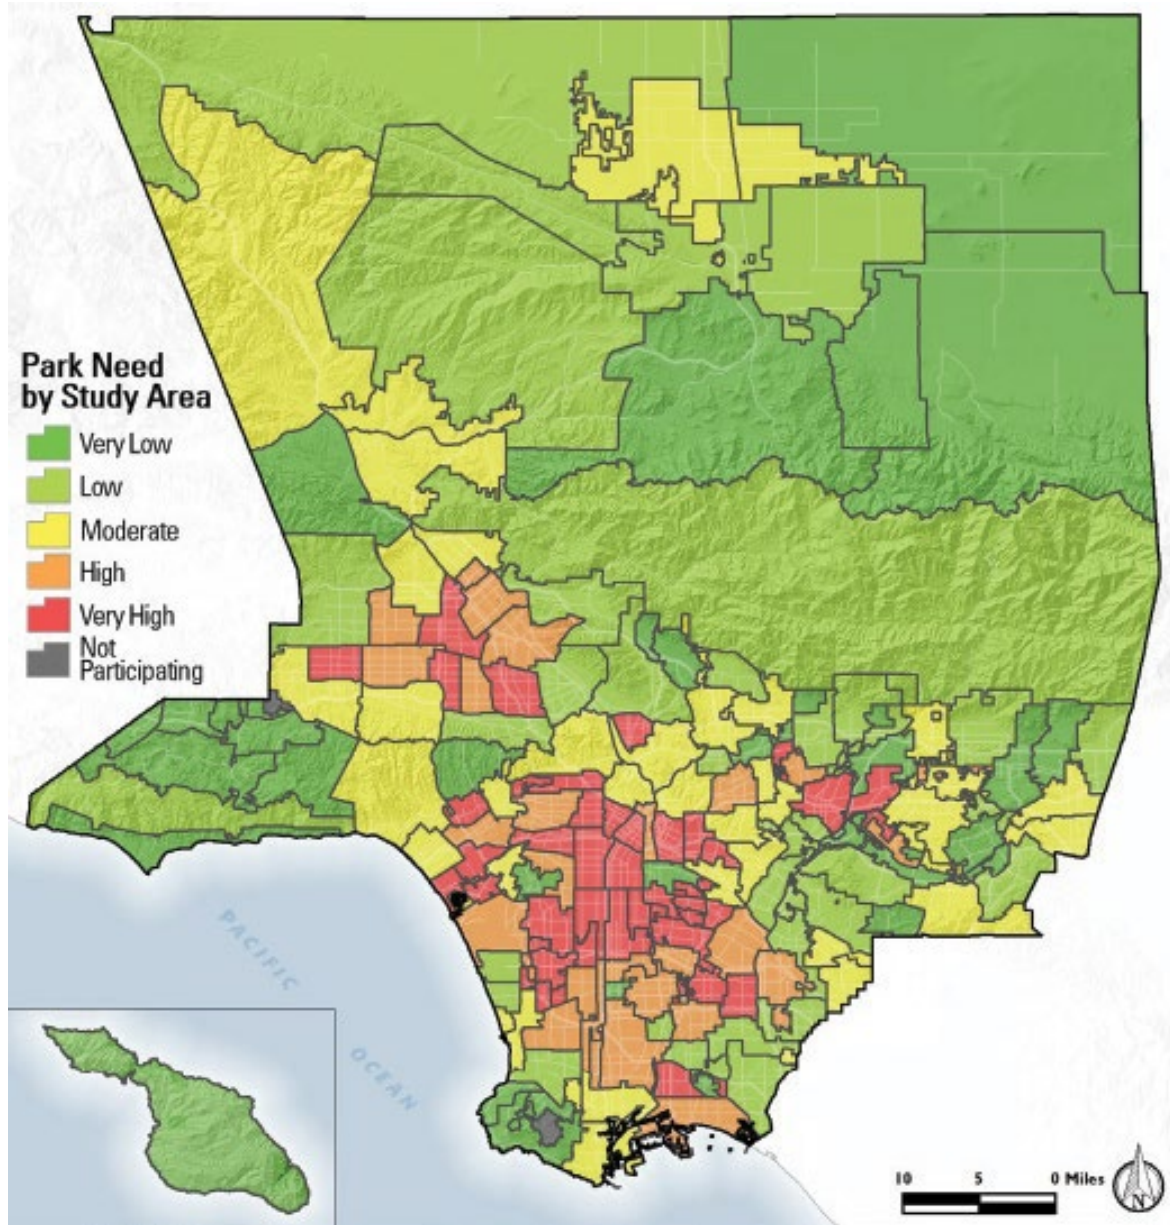 Park Need
by Study Area
Very Low
Low
Moderate
High
Very High
Not
Participating
PACIFIC
OCEAN
10 5 0 Miles
N